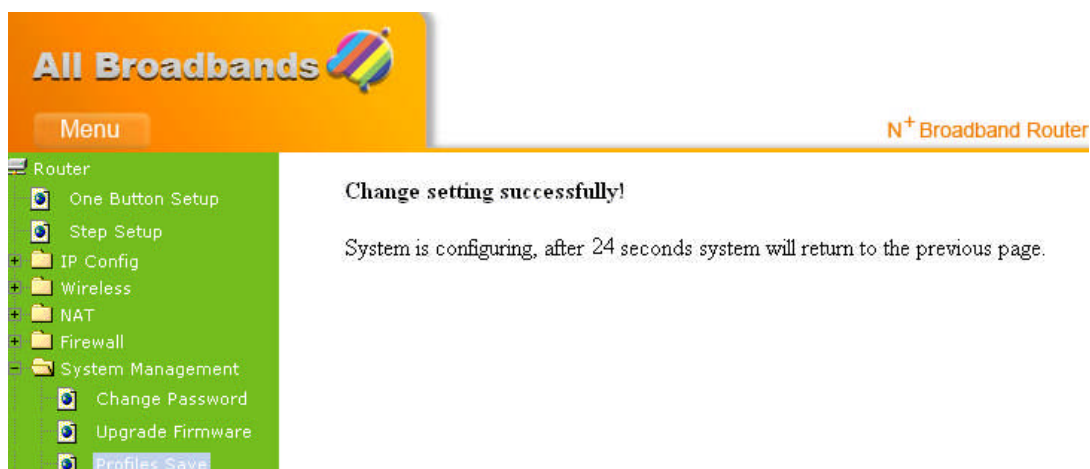 All Broadbands
Menu
N+ Broadband Router
Router
One Button Setup
Step Setup
IP Config
Wireless
NAT
Firewall
System Management
Change Password
Upgrade Firmware
Profiles Save
Change setting successfully!
System is configuring, after 24 seconds system will return to the previous page.